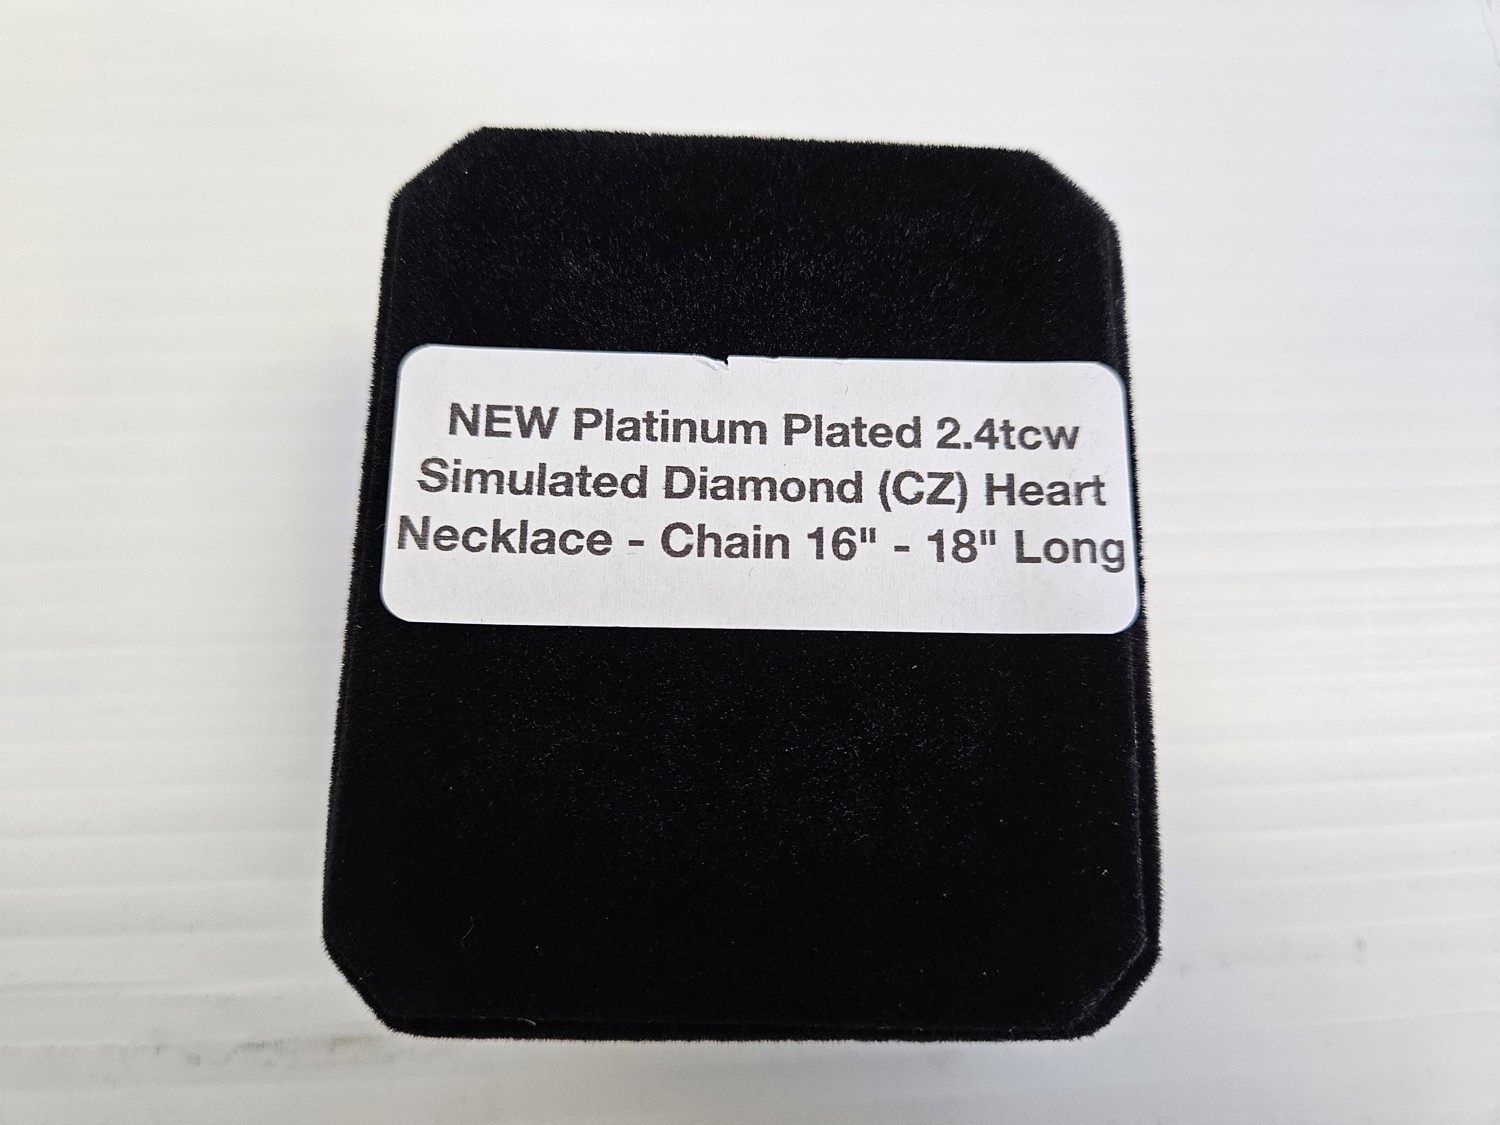 NEW Platinum Plated 2.4tcw
Simulated Diamond (CZ) Heart
Necklace - Chain 16" - 18" Long